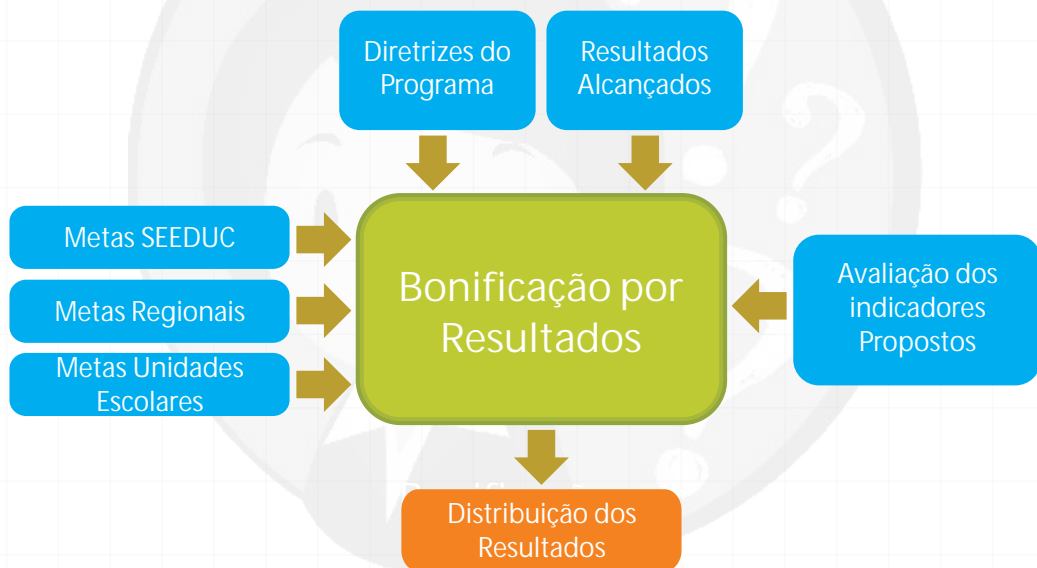 Diretrizes do
Programa
Resultados
Alcançados
Metas SEEDUC
Metas Regionais
Metas Unidades
Escolares
Bonificação por
Resultados
Avaliação dos
indicadores
Propostos
Distribuição dos
Resultados